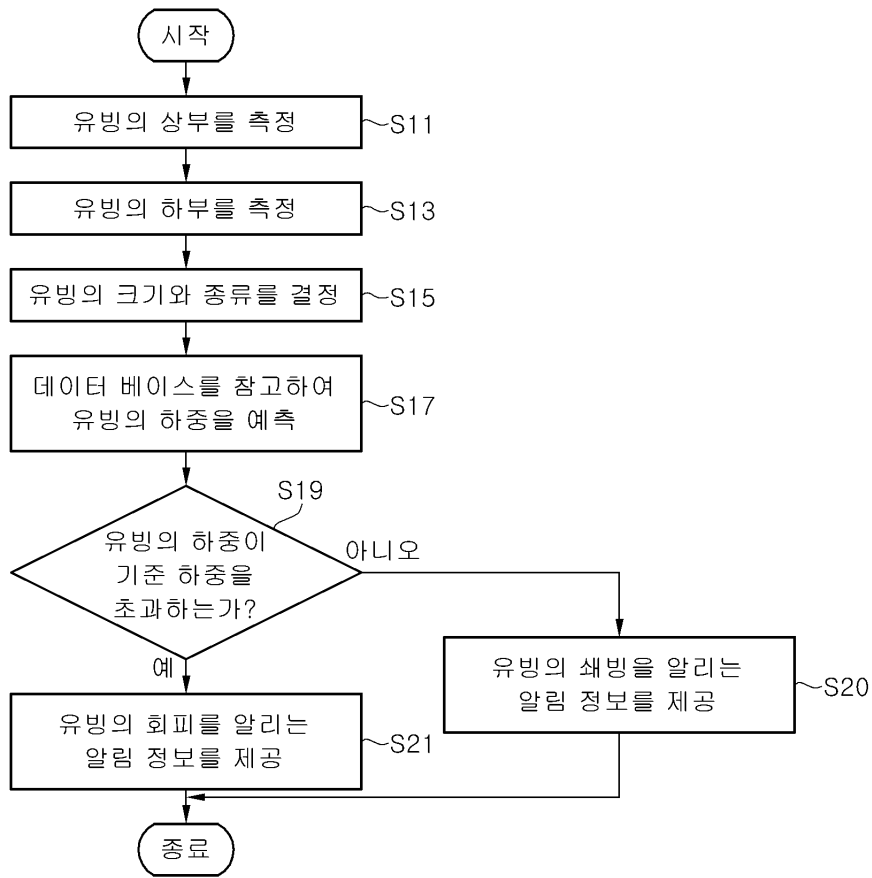 시작
유빙의 상부를 측정
S11
유빙의 하부를 측정
S13
유빙의 크기와 종류를 결정
S15
데이터 베이스를 참고하여
유빙의 하중을 예측
S17
S19
유빙의 하중이
기준 하중을
초과하는가?
아니오
예
유빙의 쇄빙을 알리는
알림 정보를 제공
S20
유빙의 회피를 알리는
알림 정보를 제공
S21
종료